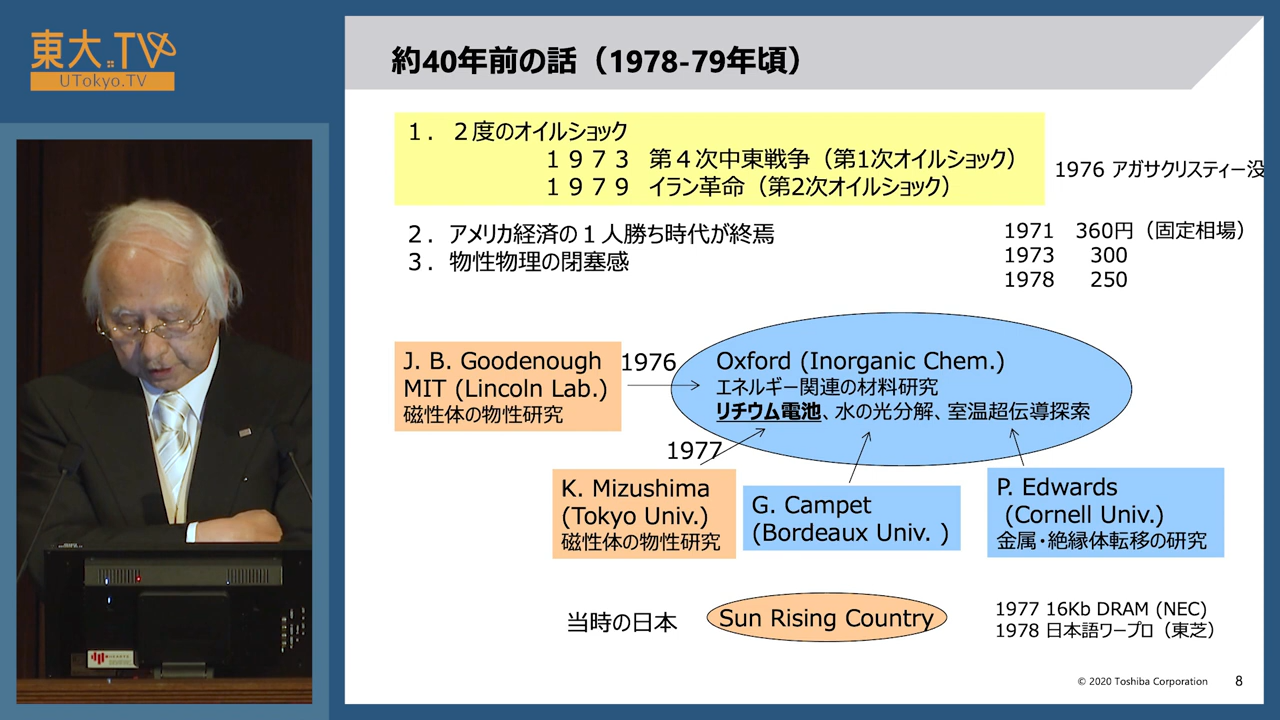 東大.TV
UTokyo.TV
約40年前の話（1978-79年頃）
１．２度のオイルショック
１９７３ 第４次中東戦争（第1次オイルショック）
１９７９ イラン革命（第2次オイルショック）
1976 アガサクリスティー没
２．アメリカ経済の１人勝ち時代が終焉
３．物性物理の閉塞感
1971 360円（固定相場）
1973 300
1978 250
J. B. Goodenough
MIT (Lincoln Lab.)
磁性体の物性研究
1976
Oxford (Inorganic Chem.)
エネルギー関連の材料研究
リチウム電池、水の光分解、室温超伝導探索
1977
K. Mizushima
(Tokyo Univ.)
磁性体の物性研究
G. Campet
(Bordeaux Univ. )
P. Edwards
(Cornell Univ.)
金属・絶縁体転移の研究
当時の日本
Sun Rising Country
1977 16Kb DRAM (NEC)
1978 日本語ワープロ（東芝）
© 2020 Toshiba Corporation
8